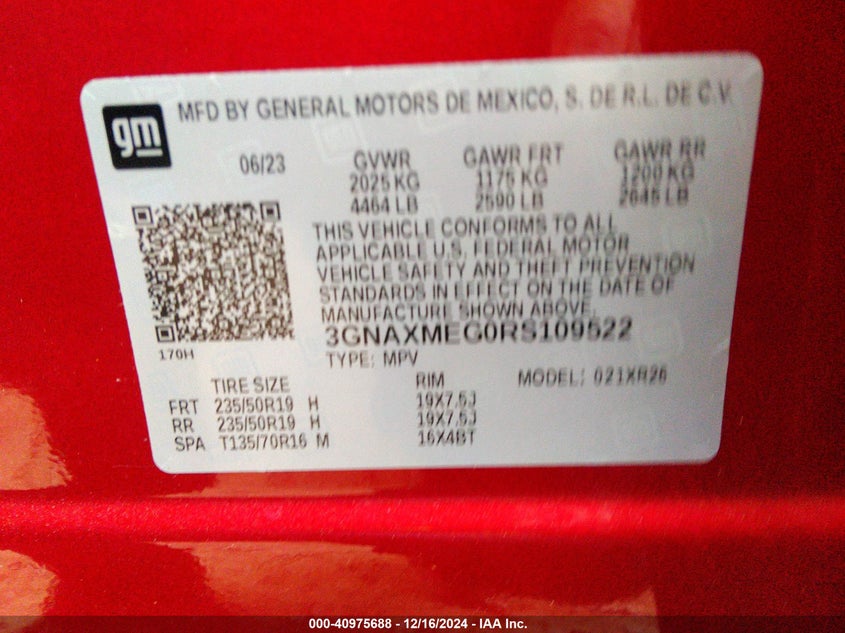 gm
MFD BY GENERAL MOTORS DE MEXICO, S. DE R.L. DE C.V.
06/23 GVWR GAWR FRT GAWR RR
2025 KG 1175 KG 1200 KG
4464 LB 2590 LB 2645 LB
THIS VEHICLE CONFORMS TO ALL
APPLICABLE U.S. FEDERAL MOTOR
VEHICLE SAFETY AND THEFT PREVENTION
STANDARDS IN EFFECT ON THE DATE OF
MANUFACTURE SHOWN ABOVE.
3GNAXMEG0RS109522
170H
TYPE: MPV
TIRE SIZE RIM MODEL: 021XR26
FRT 235/50R19 H 19X7.5J
RR 235/50R19 H 19X7.5J
SPA T135/70R16 M 16X4BT
000-40975688 - 12/16/2024 - IAA Inc.